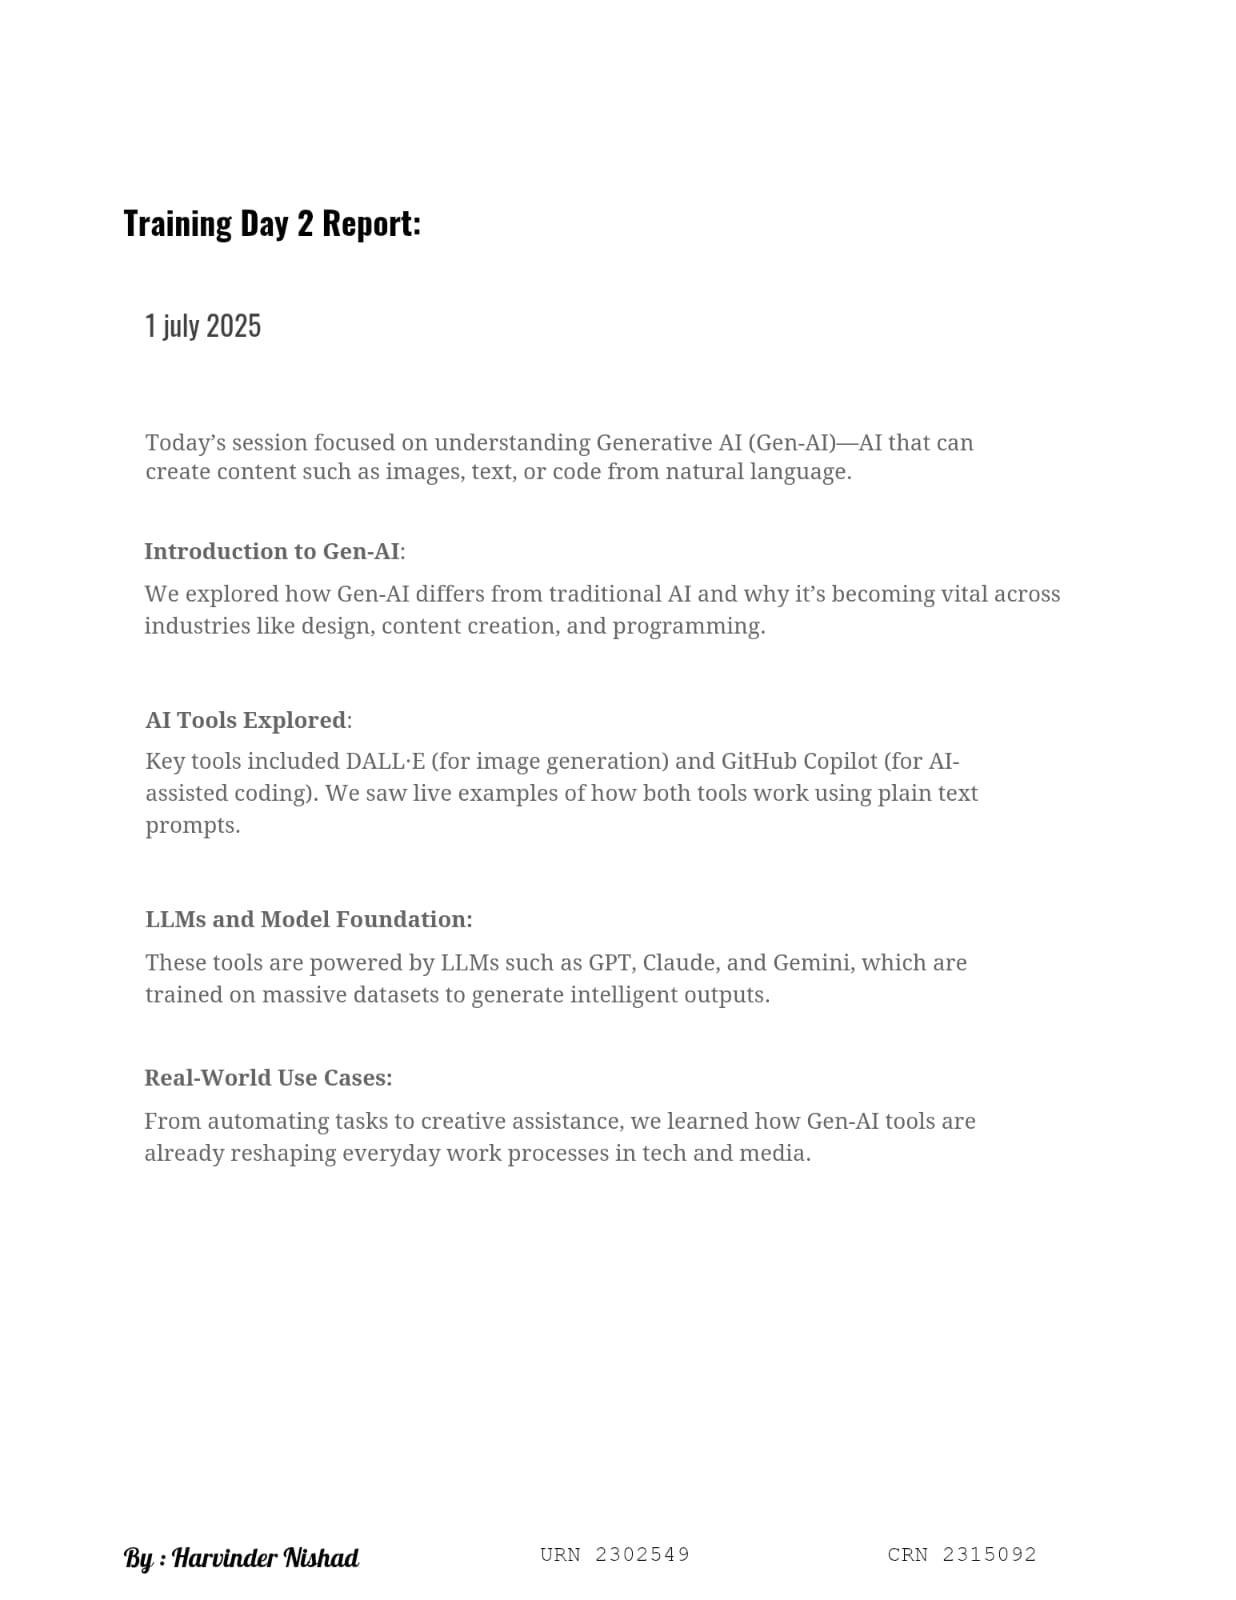 Training Day 2 Report:
1 july 2025
Today’s session focused on understanding Generative AI (Gen-AI)—AI that can
create content such as images, text, or code from natural language.
Introduction to Gen-AI:
We explored how Gen-AI differs from traditional AI and why it’s becoming vital across
industries like design, content creation, and programming.
AI Tools Explored:
Key tools included DALL·E (for image generation) and GitHub Copilot (for AI-
assisted coding). We saw live examples of how both tools work using plain text
prompts.
LLMs and Model Foundation:
These tools are powered by LLMs such as GPT, Claude, and Gemini, which are
trained on massive datasets to generate intelligent outputs.
Real-World Use Cases:
From automating tasks to creative assistance, we learned how Gen-AI tools are
already reshaping everyday work processes in tech and media.
By : Harvinder Nishad URN 2302549 CRN 2315092